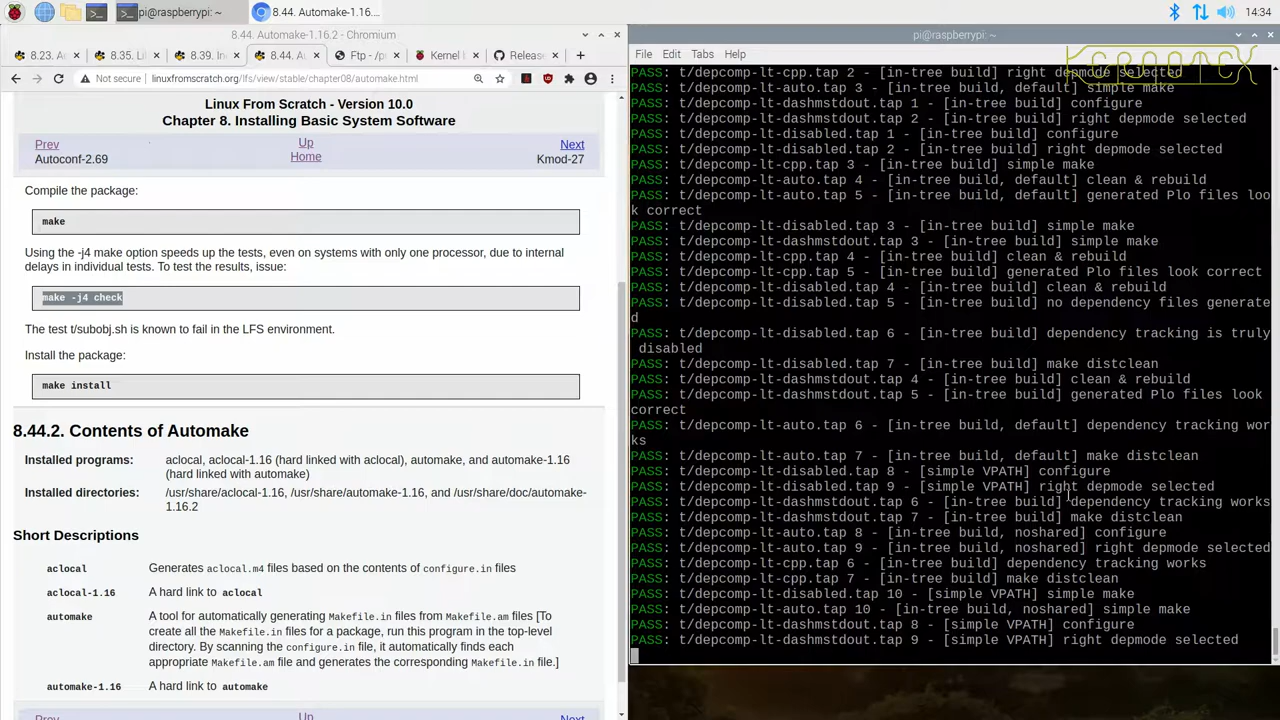 pi@raspberrypi: ~
8.44. Automake-1.16....
14:34
8.44. Automake-1.16.2 - Chromium
8.23. A
8.35. Li
8.39. In
8.44. A
Ftp - /p
Kernel l
Release
Not secure | linuxfromscratch.org/lfs/view/stable/chapter08/automake.html
Linux From Scratch - Version 10.0
Chapter 8. Installing Basic System Software
Prev
Up
Next
Autoconf-2.69
Home
Kmod-27
Compile the package:
make
Using the -j4 make option speeds up the tests, even on systems with only one processor, due to internal
delays in individual tests. To test the results, issue:
make -j4 check
The test t/subobj.sh is known to fail in the LFS environment.
Install the package:
make install
8.44.2. Contents of Automake
Installed programs: aclocal, aclocal-1.16 (hard linked with aclocal), automake, and automake-1.16
(hard linked with automake)
Installed directories: /usr/share/aclocal-1.16, /usr/share/automake-1.16, and /usr/share/doc/automake-
1.16.2
Short Descriptions
aclocal Generates aclocal.m4 files based on the contents of configure.in files
aclocal-1.16 A hard link to aclocal
automake A tool for automatically generating Makefile.in files from Makefile.am files [To
create all the Makefile.in files for a package, run this program in the top-level
directory. By scanning the configure.in file, it automatically finds each
appropriate Makefile.am file and generates the corresponding Makefile.in file.]
automake-1.16 A hard link to automake
Prev
Up
Next
pi@raspberrypi: ~
File Edit Tabs Help
PASS: t/depcomp-lt-cpp.tap 2 - [in-tree build] right depmode selected
PASS: t/depcomp-lt-auto.tap 3 - [in-tree build, default] simple make
PASS: t/depcomp-lt-dashmstdout.tap 1 - [in-tree build] configure
PASS: t/depcomp-lt-dashmstdout.tap 2 - [in-tree build] right depmode selected
PASS: t/depcomp-lt-disabled.tap 1 - [in-tree build] configure
PASS: t/depcomp-lt-disabled.tap 2 - [in-tree build] right depmode selected
PASS: t/depcomp-lt-cpp.tap 3 - [in-tree build] simple make
PASS: t/depcomp-lt-auto.tap 4 - [in-tree build, default] clean & rebuild
PASS: t/depcomp-lt-auto.tap 5 - [in-tree build, default] generated Plo files loo
k correct
PASS: t/depcomp-lt-disabled.tap 3 - [in-tree build] simple make
PASS: t/depcomp-lt-dashmstdout.tap 3 - [in-tree build] simple make
PASS: t/depcomp-lt-cpp.tap 4 - [in-tree build] clean & rebuild
PASS: t/depcomp-lt-cpp.tap 5 - [in-tree build] generated Plo files look correct
PASS: t/depcomp-lt-disabled.tap 4 - [in-tree build] clean & rebuild
PASS: t/depcomp-lt-disabled.tap 5 - [in-tree build] no dependency files generate
d
PASS: t/depcomp-lt-disabled.tap 6 - [in-tree build] dependency tracking is truly
disabled
PASS: t/depcomp-lt-disabled.tap 7 - [in-tree build] make distclean
PASS: t/depcomp-lt-dashmstdout.tap 4 - [in-tree build] clean & rebuild
PASS: t/depcomp-lt-dashmstdout.tap 5 - [in-tree build] generated Plo files look
correct
PASS: t/depcomp-lt-auto.tap 6 - [in-tree build, default] dependency tracking wor
ks
PASS: t/depcomp-lt-auto.tap 7 - [in-tree build, default] make distclean
PASS: t/depcomp-lt-disabled.tap 8 - [simple VPATH] configure
PASS: t/depcomp-lt-disabled.tap 9 - [simple VPATH] right depmode selected
PASS: t/depcomp-lt-dashmstdout.tap 6 - [in-tree build] dependency tracking works
PASS: t/depcomp-lt-dashmstdout.tap 7 - [in-tree build] make distclean
PASS: t/depcomp-lt-auto.tap 8 - [in-tree build, noshared] configure
PASS: t/depcomp-lt-auto.tap 9 - [in-tree build, noshared] right depmode selected
PASS: t/depcomp-lt-cpp.tap 6 - [in-tree build] dependency tracking works
PASS: t/depcomp-lt-cpp.tap 7 - [in-tree build] make distclean
PASS: t/depcomp-lt-disabled.tap 10 - [simple VPATH] simple make
PASS: t/depcomp-lt-auto.tap 10 - [in-tree build, noshared] simple make
PASS: t/depcomp-lt-dashmstdout.tap 8 - [simple VPATH] configure
PASS: t/depcomp-lt-dashmstdout.tap 9 - [simple VPATH] right depmode selected